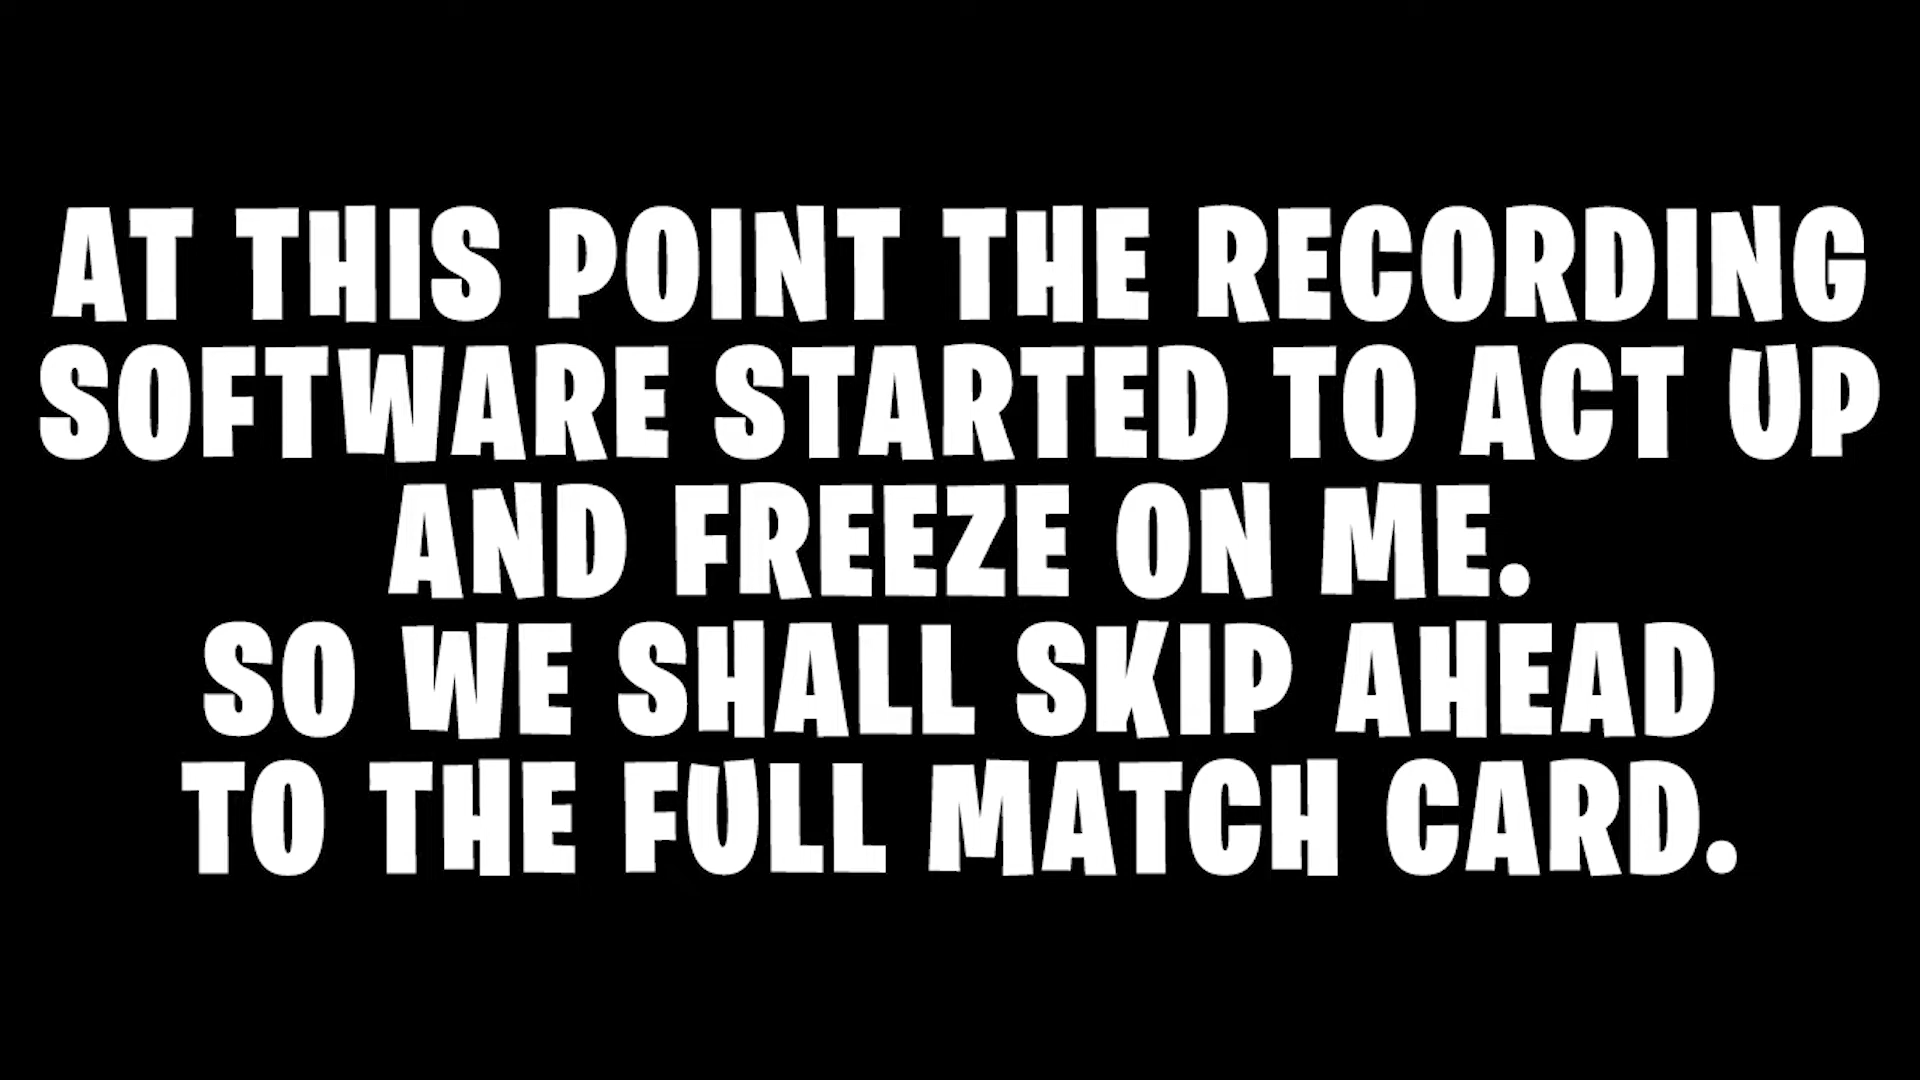 AT THIS POINT THE RECORDING
SOFTWARE STARTED TO ACT UP
AND FREEZE ON ME.
SO WE SHALL SKIP AHEAD
TO THE FULL MATCH CARD.